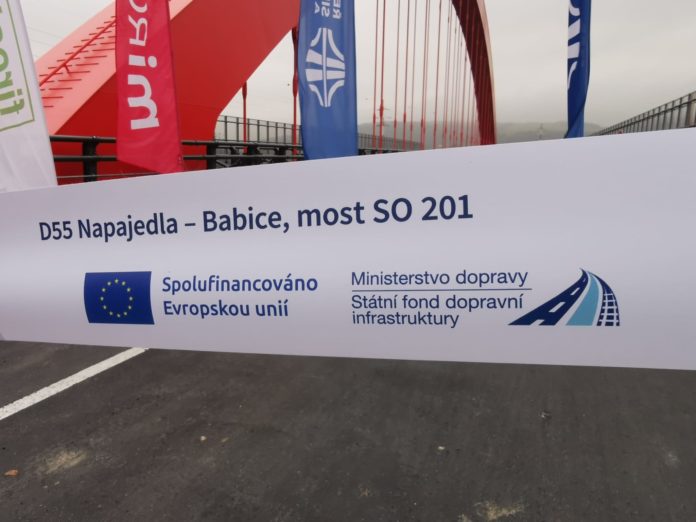 D55 Napajedla – Babice, most SO 201
Spolufinancováno
Evropskou unií
Ministerstvo dopravy
Státní fond dopravní
infrastruktury